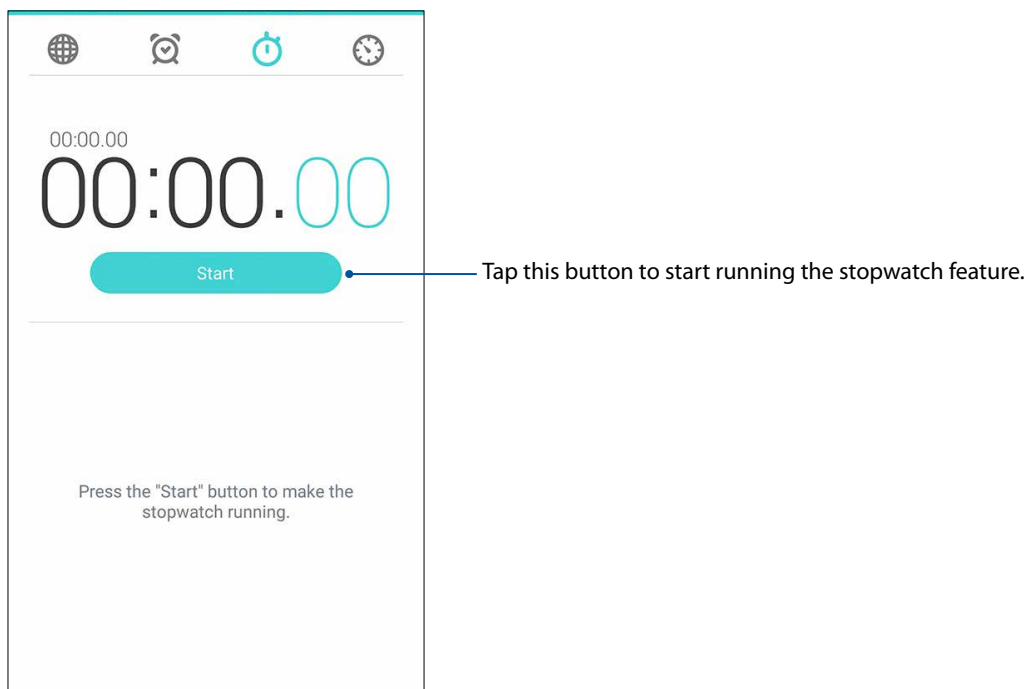 00:00.00
00:00.00
Start
Tap this button to start running the stopwatch feature.
Press the "Start" button to make the
stopwatch running.